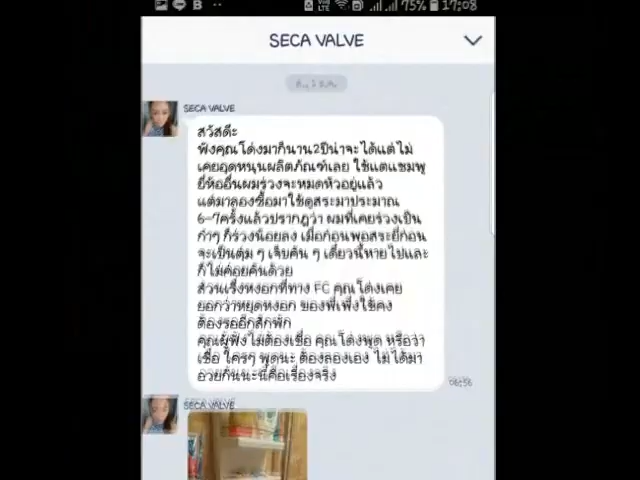 75% 17:08
SECA VALVE
SECA VALVE
สวัสดีะ
ฟังคุณโด่งมาก็นาน2ปีน่าจะได้แต่ไม่
เคยอุดหนุนผลิตภัณฑ์เลย ใช้แต่แชมพู
ยี่ห้ออื่นผมร่วงจะหมดหัวอยู่แล้ว
แต่มาลองซื้อมาใช้ดูสระมาประมาณ
6-7ครั้งแล้วปรากฎว่า ผมที่เคยร่วงเป็น
กำๆ ก็ร่วงน้อยลง เมื่อก่อนพอสระยี่ก่อน
จะเป็นตุ่ม ๆ เจ็บคัน ๆ เดี๋ยวนี้หายไปและ
ก็ไม่ค่อยคันด้วย
ส่วนเรื่องหงอกที่ทาง FC คุณโด่งเคย
บอกว่าหยุดหงอก ของพี่เพิ่งใช้คง
ต้องรออีกสักพัก
คุณผู้ฟังไม่ต้องเชื่อ คุณโด่งพูด หรือว่า
เชื่อ ใครๆ พูดนะ ต้องลองเอง ไม่ได้มา
อวยกันนะนี่คือเรื่องจริง
06:56
SECA VALVE